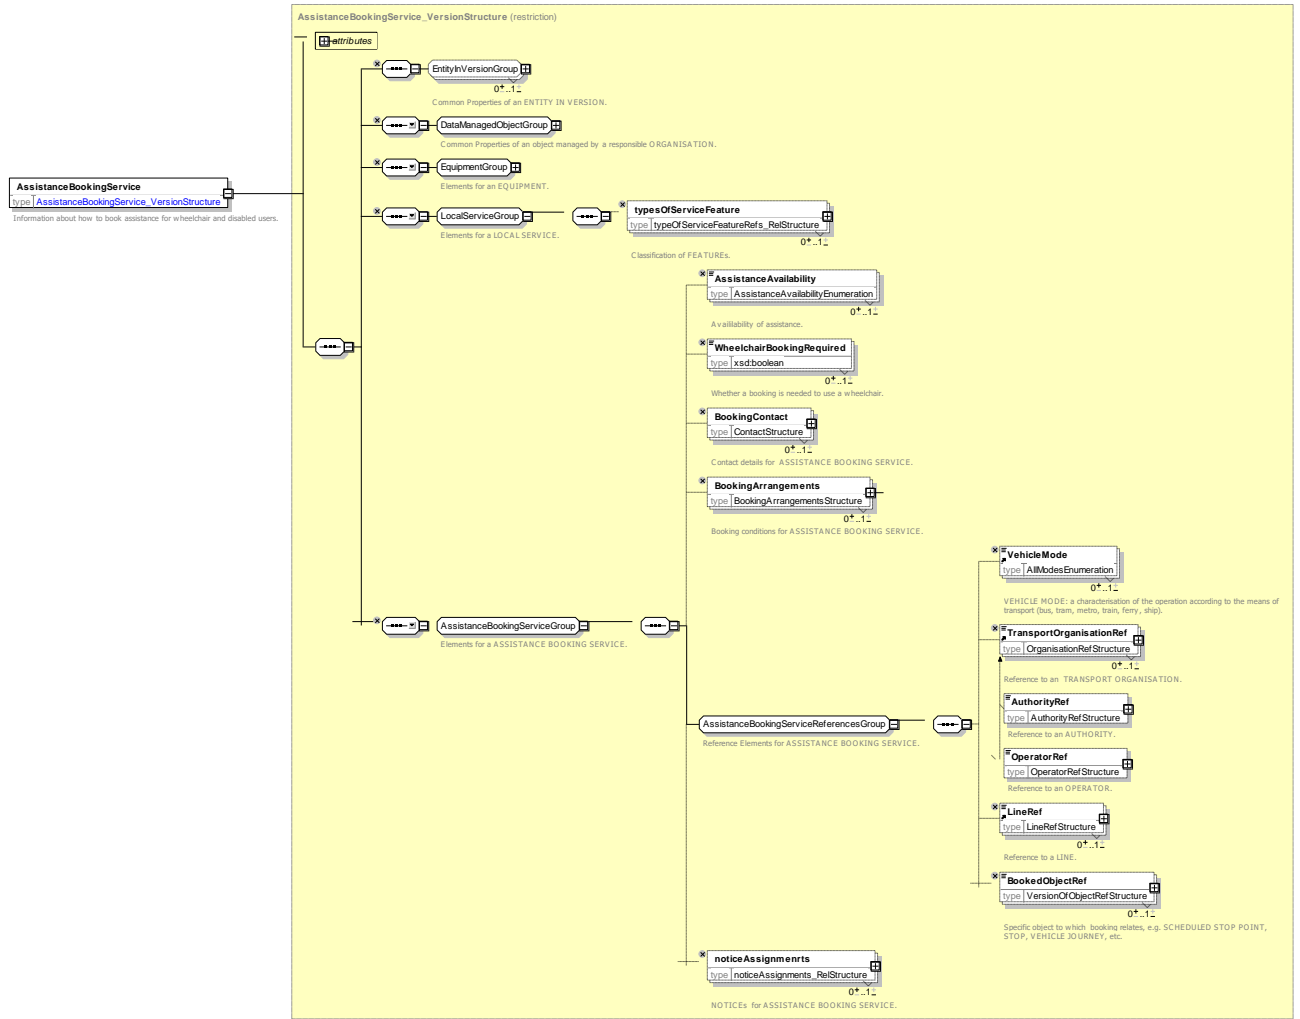 AssistanceBookingService_VersionStructure (restriction)
attributes
EntityInVersionGroup
0..1
Common Properties of an ENTITY IN VERSION.
DataManagedObjectGroup
Common Properties of an object managed by a responsible ORGANISATION.
EquipmentGroup
Elements for an EQUIPMENT.
AssistanceBookingService
type AssistanceBookingService_VersionStructure
Information about how to book assistance for wheelchair and disabled users.
LocalServiceGroup
Elements for a LOCAL SERVICE.
typesOfServiceFeature
type typeOfServiceFeatureRefs_RelStructure
0..1
Classification of FEATUREs.
AssistanceAvailability
type AssistanceAvailabilityEnumeration
0..1
Availilability of assistance.
WheelchairBookingRequired
type xsd:boolean
0..1
Whether a booking is needed to use a wheelchair.
BookingContact
type ContactStructure
0..1
Contact details for ASSISTANCE BOOKING SERVICE.
BookingArrangements
type BookingArrangementsStructure
0..1
Booking conditions for ASSISTANCE BOOKING SERVICE.
AssistanceBookingServiceGroup
Elements for a ASSISTANCE BOOKING SERVICE.
AssistanceBookingServiceReferencesGroup
Reference Elements for ASSISTANCE BOOKING SERVICE.
VehicleMode
type AllModesEnumeration
0..1
VEHICLE MODE: a characterisation of the operation according to the means of
transport (bus, tram, metro, train, ferry, ship).
TransportOrganisationRef
type OrganisationRefStructure
0..1
Reference to an TRANSPORT ORGANISATION.
AuthorityRef
type AuthorityRefStructure
Reference to an AUTHORITY.
OperatorRef
type OperatorRefStructure
Reference to an OPERATOR.
LineRef
type LineRefStructure
0..1
Reference to a LINE.
BookedObjectRef
type VersionOfObjectRefStructure
0..1
Specific object to which booking relates, e.g. SCHEDULED STOP POINT,
STOP, VEHICLE JOURNEY, etc.
noticeAssignmenrts
type noticeAssignments_RelStructure
0..1
NOTICEs for ASSISTANCE BOOKING SERVICE.